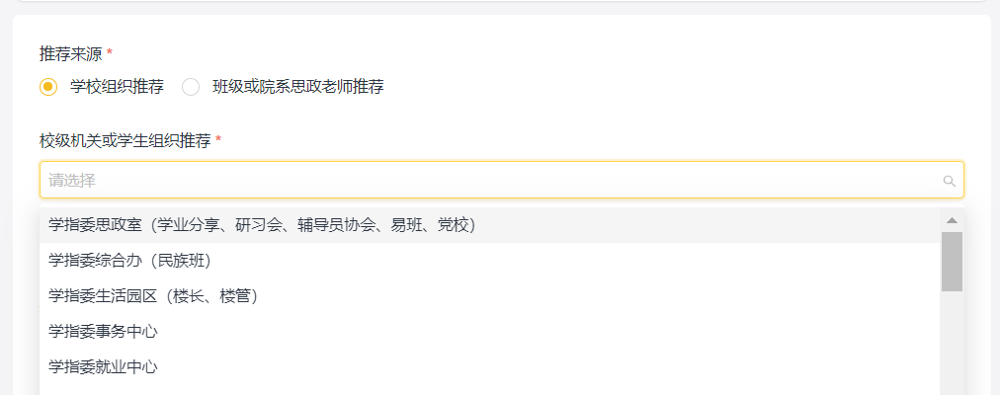 推荐来源 *
学校组织推荐 班级或院系思政老师推荐
校级机关或学生组织推荐 *
请选择
学指委思政室（学业分享、研习会、辅导员协会、易班、党校）
学指委综合办（民族班）
学指委生活园区（楼长、楼管）
学指委事务中心
学指委就业中心